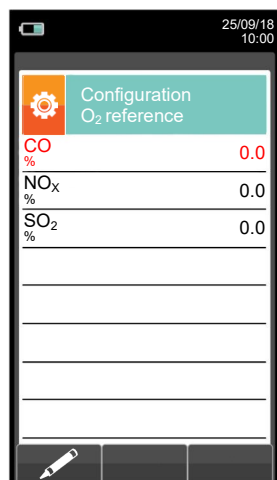 25/09/18
10:00
Configuration
O₂ reference
CO 0.0
%
NOX 0.0
%
SO₂ 0.0
%